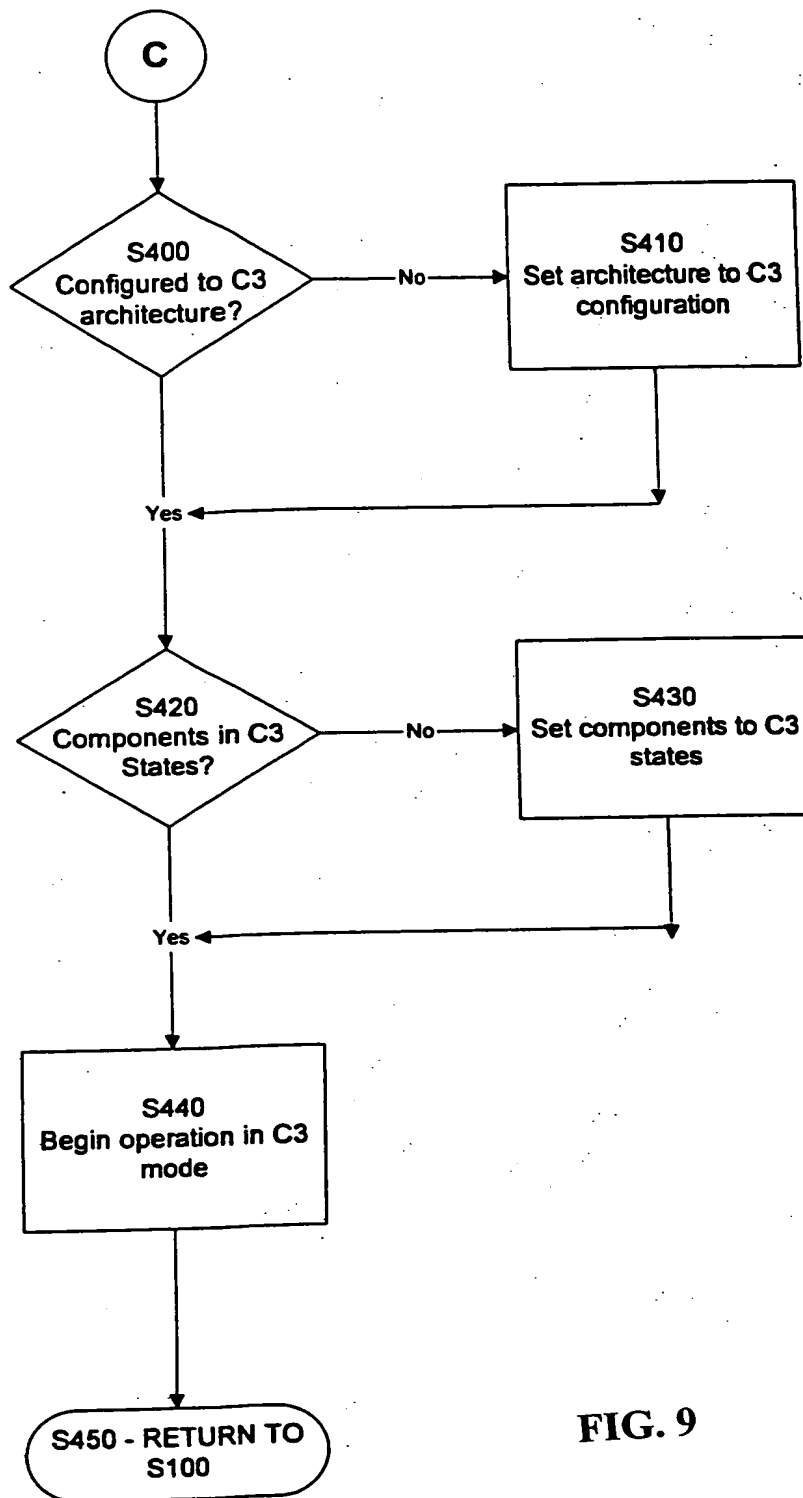 C
S400
Configured to C3
architecture?
No
S410
Set architecture to C3
configuration
Yes
S420
Components in C3
States?
No
S430
Set components to C3
states
Yes
S440
Begin operation in C3
mode
S450 - RETURN TO
S100
FIG. 9